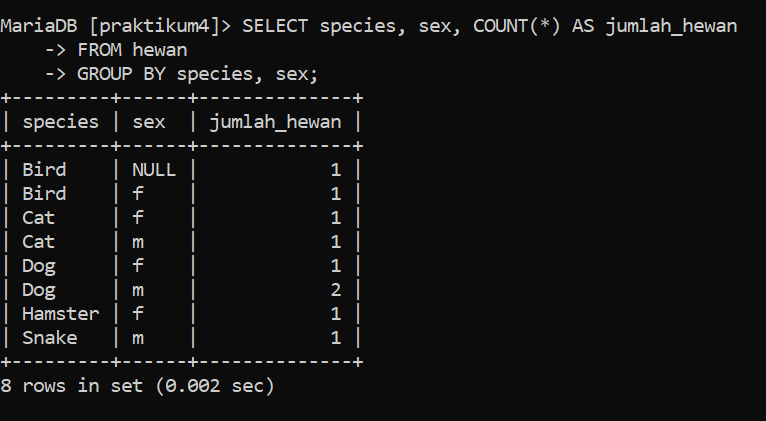 MariaDB [praktikum4]> SELECT species, sex, COUNT(*) AS jumlah_hewan
    -> FROM hewan
    -> GROUP BY species, sex;
+---------+------+--------------+
| species | sex  | jumlah_hewan |
+---------+------+--------------+
| Bird    | NULL |            1 |
| Bird    | f    |            1 |
| Cat     | f    |            1 |
| Cat     | m    |            1 |
| Dog     | f    |            1 |
| Dog     | m    |            2 |
| Hamster | f    |            1 |
| Snake   | m    |            1 |
+---------+------+--------------+
8 rows in set (0.002 sec)